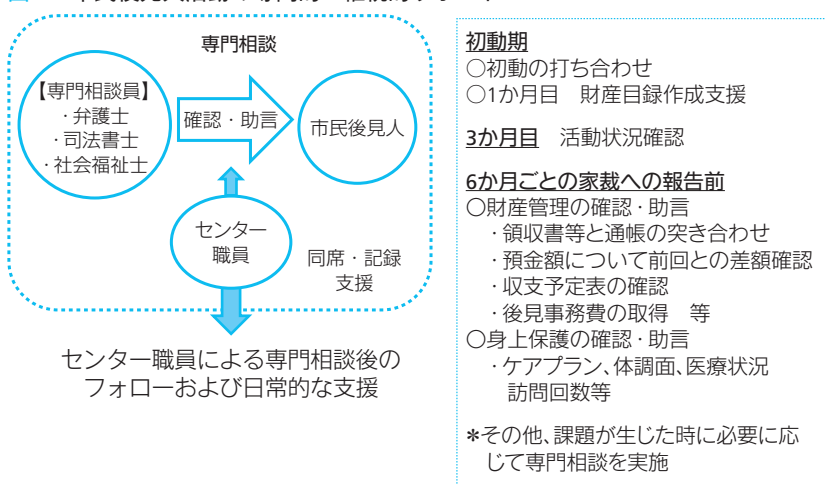 専門相談
【専門相談員】
・弁護士
・司法書士
・社会福祉士
確認・助言
市民後見人
センター
職員
同席・記録
支援
センター職員による専門相談後の
フォローおよび日常的な支援
初動期
○初動の打ち合わせ
○1か月目　財産目録作成支援
3か月目　活動状況確認
6か月ごとの家裁への報告前
○財産管理の確認・助言
・領収書等と通帳の突き合わせ
・預金額について前回との差額確認
・収支予定表の確認
・後見事務費の取得　等
○身上保護の確認・助言
・ケアプラン、体調面、医療状況
訪問回数等
＊その他、課題が生じた時に必要に応
じて専門相談を実施